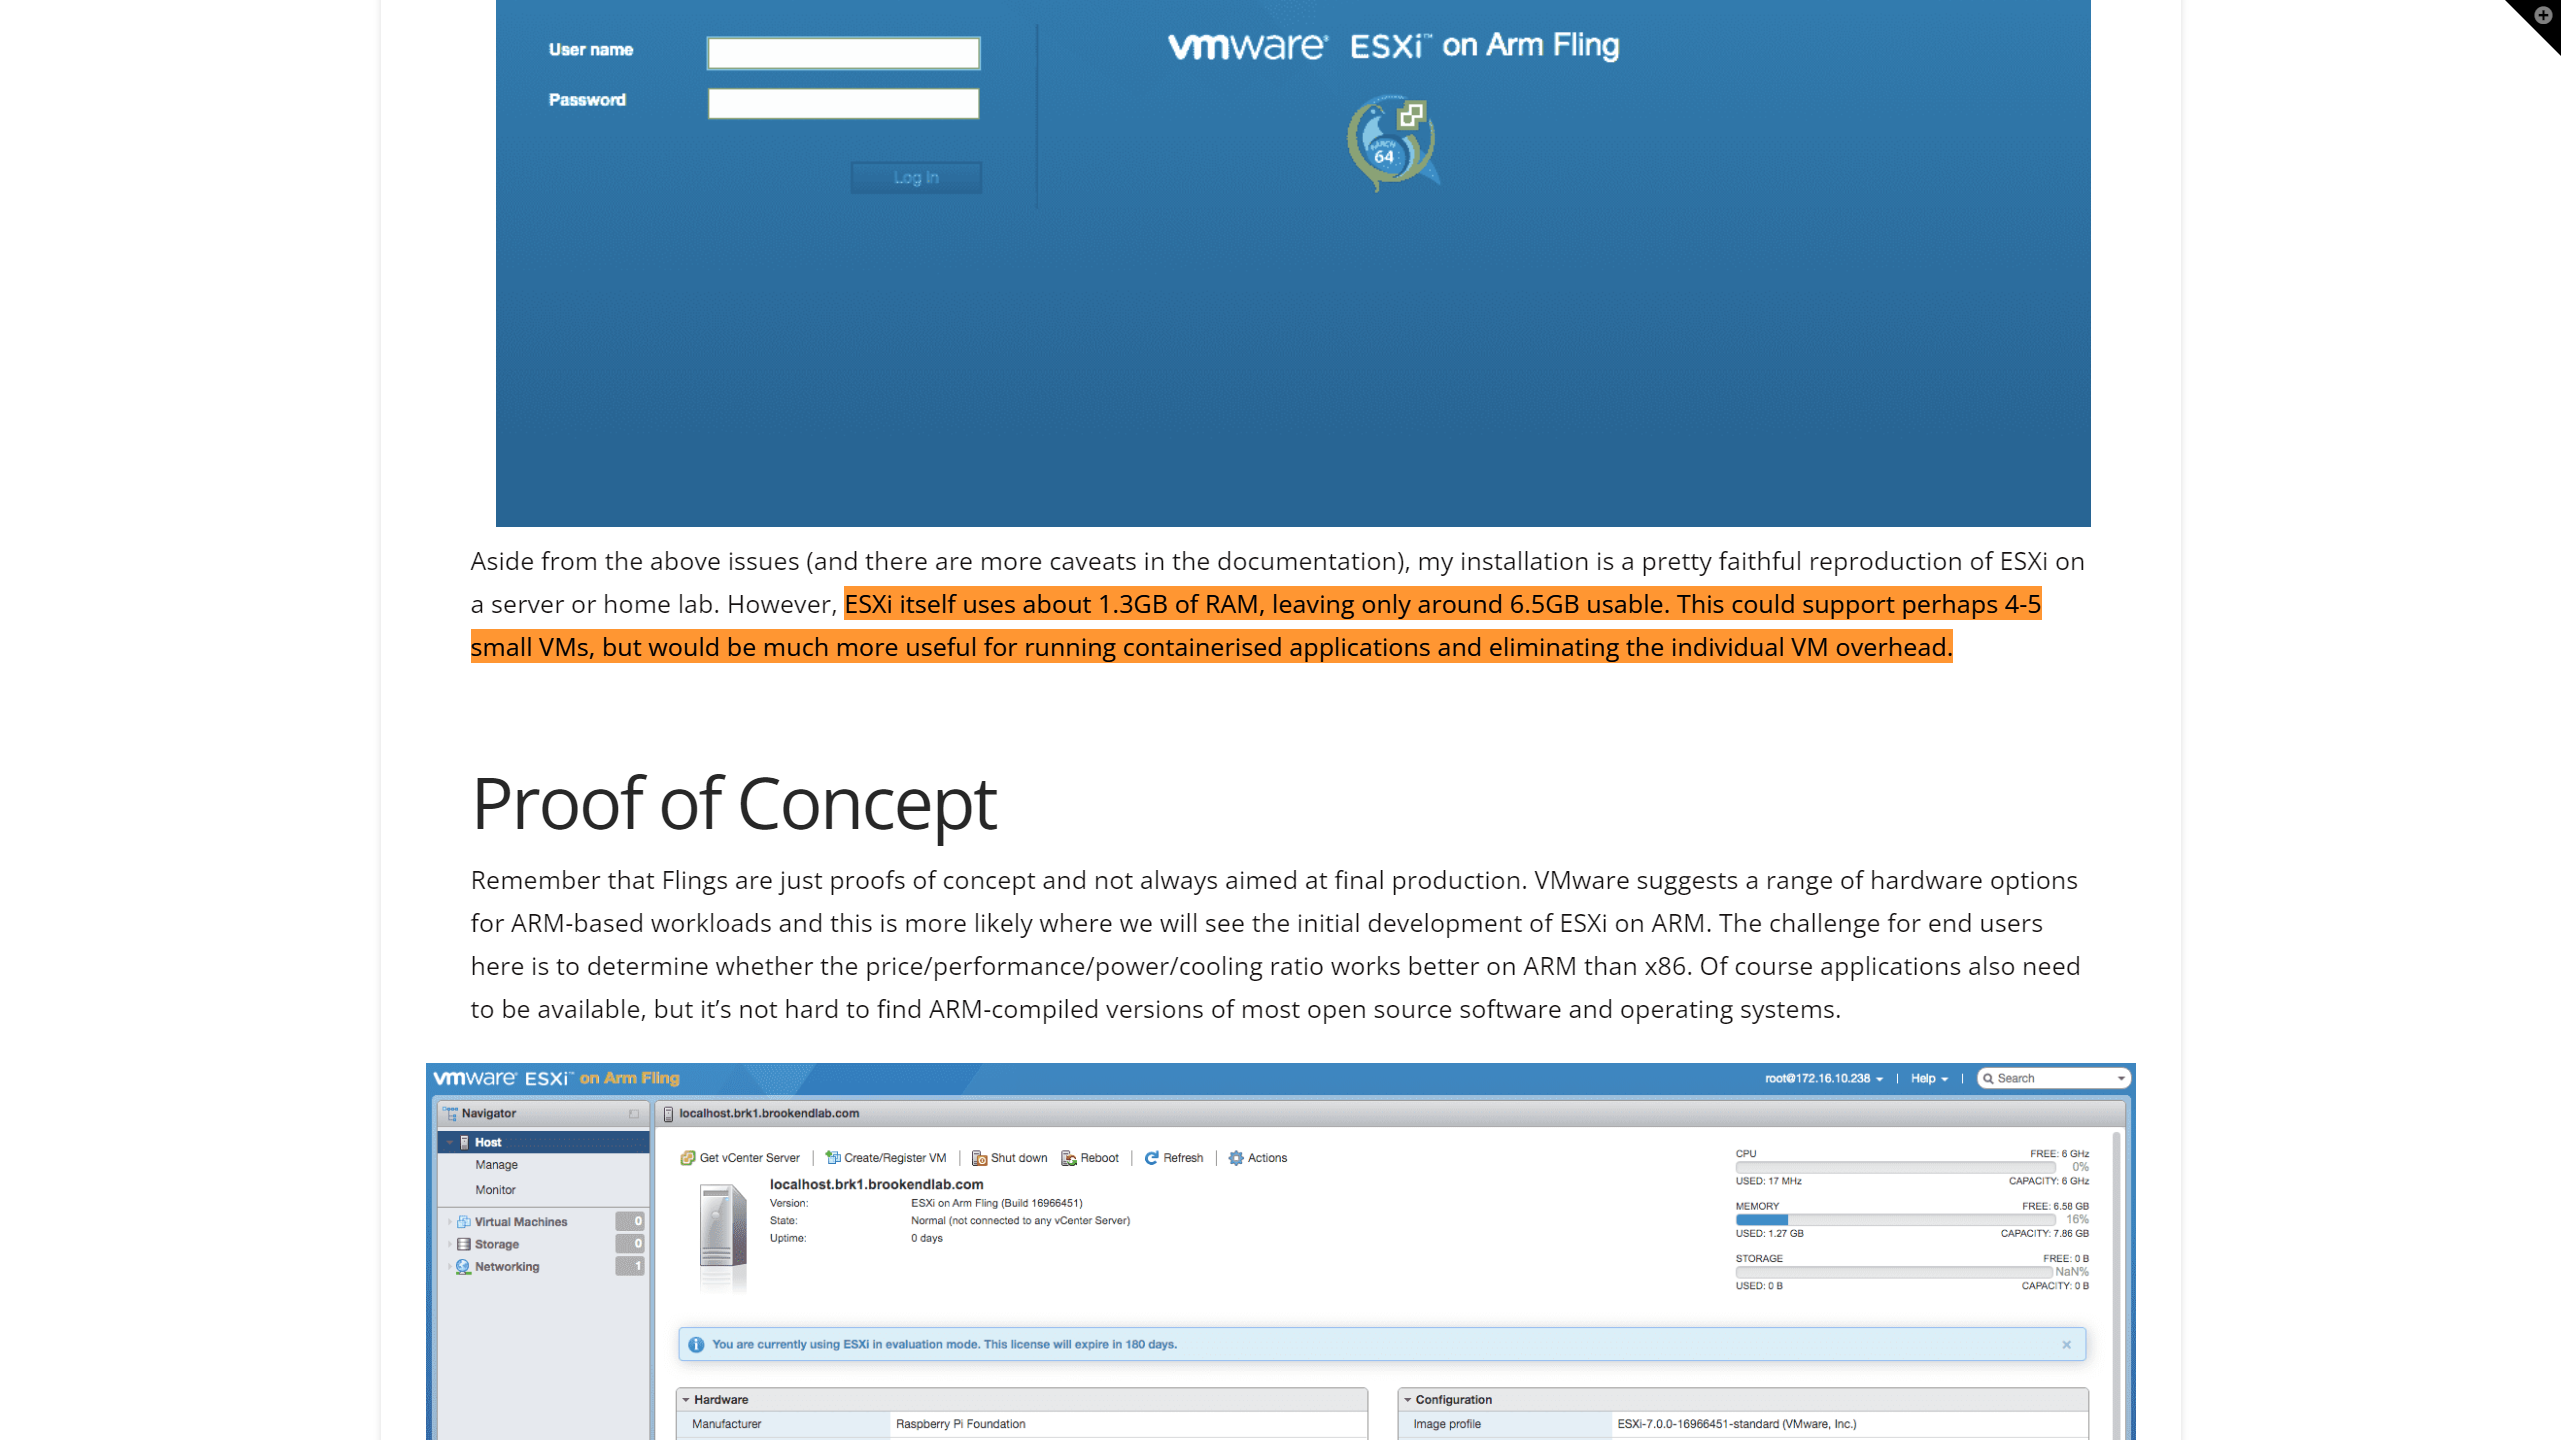 User name
Password
Log in
vmware® ESXi™ on Arm Fling
AARCH
64
Aside from the above issues (and there are more caveats in the documentation), my installation is a pretty faithful reproduction of ESXi on
a server or home lab. However, ESXi itself uses about 1.3GB of RAM, leaving only around 6.5GB usable. This could support perhaps 4-5
small VMs, but would be much more useful for running containerised applications and eliminating the individual VM overhead.
Proof of Concept
Remember that Flings are just proofs of concept and not always aimed at final production. VMware suggests a range of hardware options
for ARM-based workloads and this is more likely where we will see the initial development of ESXi on ARM. The challenge for end users
here is to determine whether the price/performance/power/cooling ratio works better on ARM than x86. Of course applications also need
to be available, but it’s not hard to find ARM-compiled versions of most open source software and operating systems.
vmware® ESXi™ on Arm Fling
root@172.16.10.238 | Help | Search
Navigator
Host
Manage
Monitor
Virtual Machines 0
Storage 0
Networking 1
localhost.brk1.brookendlab.com
Get vCenter Server | Create/Register VM | Shut down Reboot | Refresh | Actions
localhost.brk1.brookendlab.com
Version: ESXi on Arm Fling (Build 16966451)
State: Normal (not connected to any vCenter Server)
Uptime: 0 days
CPU FREE: 6 GHz
0%
USED: 17 MHz CAPACITY: 6 GHz
MEMORY FREE: 6.58 GB
16%
USED: 1.27 GB CAPACITY: 7.86 GB
STORAGE FREE: 0 B
NaN%
USED: 0 B CAPACITY: 0 B
You are currently using ESXi in evaluation mode. This license will expire in 180 days.
Hardware
Manufacturer Raspberry Pi Foundation
Configuration
Image profile ESXi-7.0.0-16966451-standard (VMware, Inc.)